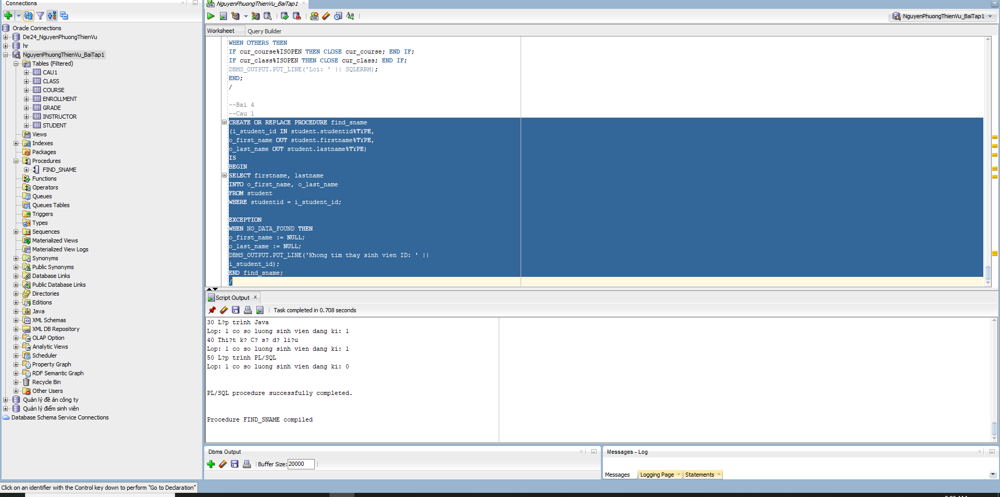 Connections
Oracle Connections
De24_NguyenPhuongThienVu
hr
NguyenPhuongThienVu_BaiTap1
Tables (Filtered)
CAU1
CLASS
COURSE
ENROLLMENT
GRADE
INSTRUCTOR
STUDENT
Views
Indexes
Packages
Procedures
FIND_SNAME
Functions
Operators
Queues
Queues Tables
Triggers
Types
Sequences
Materialized Views
Materialized View Logs
Synonyms
Public Synonyms
Database Links
Public Database Links
Directories
Editions
Java
XML Schemas
XML DB Repository
OLAP Option
Analytic Views
Scheduler
Property Graph
RDF Semantic Graph
Recycle Bin
Other Users
Quản lý đề án công ty
Quản lý điểm sinh viên
Database Schema Service Connections
NguyenPhuongThienVu_BaiTap1
NguyenPhuongThienVu_BaiTap1
Worksheet
Query Builder
WHEN OTHERS THEN
IF cur_course%ISOPEN THEN CLOSE cur_course; END IF;
IF cur_class%ISOPEN THEN CLOSE cur_class; END IF;
DBMS_OUTPUT.PUT_LINE('Loi: ' || SQLERRM);
END;
/
--Bai 4
--Cau 1
CREATE OR REPLACE PROCEDURE find_sname
(i_student_id IN student.studentid%TYPE,
o_first_name OUT student.firstname%TYPE,
o_last_name OUT student.lastname%TYPE)
IS
BEGIN
SELECT firstname, lastname
INTO o_first_name, o_last_name
FROM student
WHERE studentid = i_student_id;
EXCEPTION
WHEN NO_DATA_FOUND THEN
o_first_name := NULL;
o_last_name := NULL;
DBMS_OUTPUT.PUT_LINE('Khong tim thay sinh vien ID: ' ||
i_student_id);
END find_sname;
/
Script Output
Task completed in 0.708 seconds
30 L?p trình Java
Lop: 1 co so luong sinh vien dang ki: 1
40 Thi?t k? C? s? d? li?u
Lop: 1 co so luong sinh vien dang ki: 1
50 L?p trình PL/SQL
Lop: 1 co so luong sinh vien dang ki: 0
PL/SQL procedure successfully completed.
Procedure FIND_SNAME compiled
Dbms Output
Buffer Size: 20000
Messages - Log
Messages
Logging Page
Statements
Click on an identifier with the Control key down to perform "Go to Declaration"